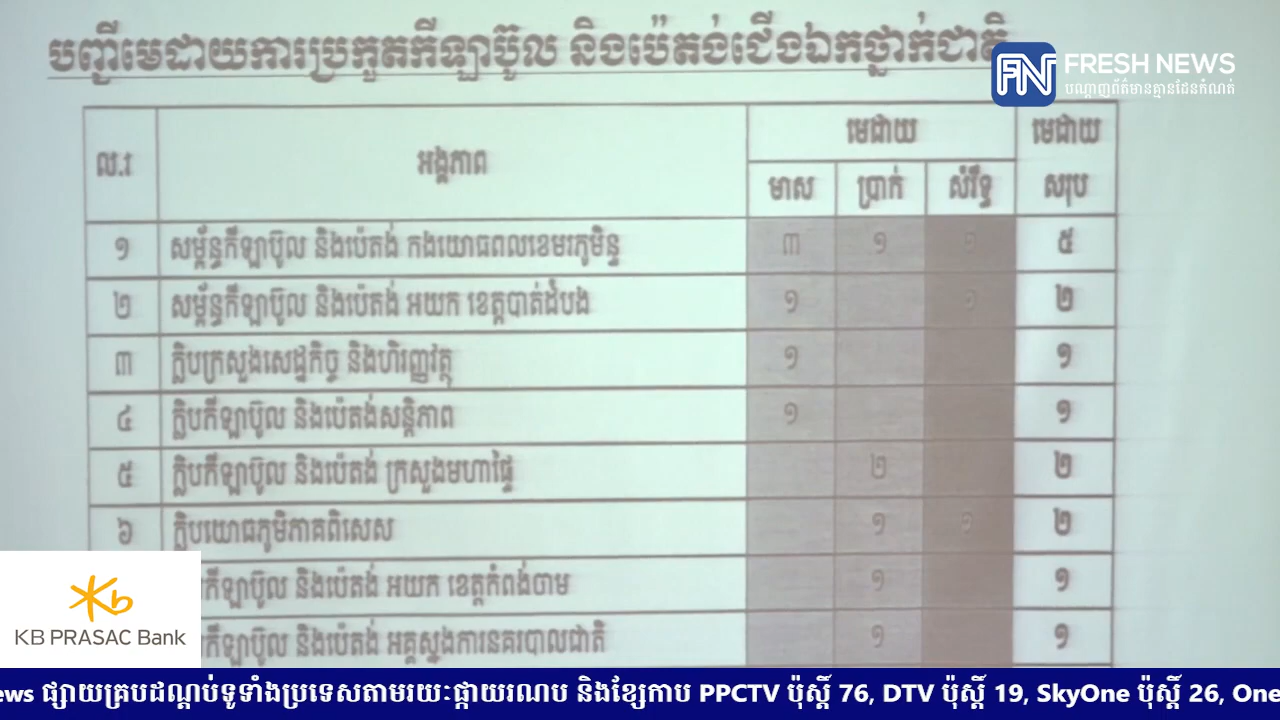 បញ្ជីមេដាយការប្រកួតកីឡាប៊ូល និងប៉េតង់ជើងឯកថ្នាក់ជាតិ
FRESH NEWS
បណ្តាញព័ត៌មានគ្មានដែនកំណត់
ល.រ អង្គភាព មេដាយ មេដាយ
មាស ប្រាក់ សំរឹទ្ធ សរុប
១ សម្ព័ន្ធកីឡាប៊ូល និងប៉េតង់ កងយោធពលខេមរភូមិន្ទ ៣ ១ ១ ៥
២ សម្ព័ន្ធកីឡាប៊ូល និងប៉េតង់ អយក ខេត្តបាត់ដំបង ១ ១ ២
៣ ក្លិបក្រសួងសេដ្ឋកិច្ច និងហិរញ្ញវត្ថុ ១ ១
៤ ក្លិបកីឡាប៊ូល និងប៉េតង់សន្តិភាព ១ ១
៥ ក្លិបកីឡាប៊ូល និងប៉េតង់ ក្រសួងមហាផ្ទៃ ២ ២
៦ ក្លិបយោធភូមិភាគពិសេស ១ ១ ២
កីឡាប៊ូល និងប៉េតង់ អយក ខេត្តកំពង់ចាម ១ ១
កីឡាប៊ូល និងប៉េតង់ អគ្គស្នងការនគរបាលជាតិ ១ ១
KB PRASAC Bank
ews ផ្សាយគ្របដណ្តប់ទូទាំងប្រទេសតាមរយៈផ្កាយរណប និងខ្សែកាប PPCTV ប៉ុស្តិ៍ 76, DTV ប៉ុស្តិ៍ 19, SkyOne ប៉ុស្តិ៍ 26, One